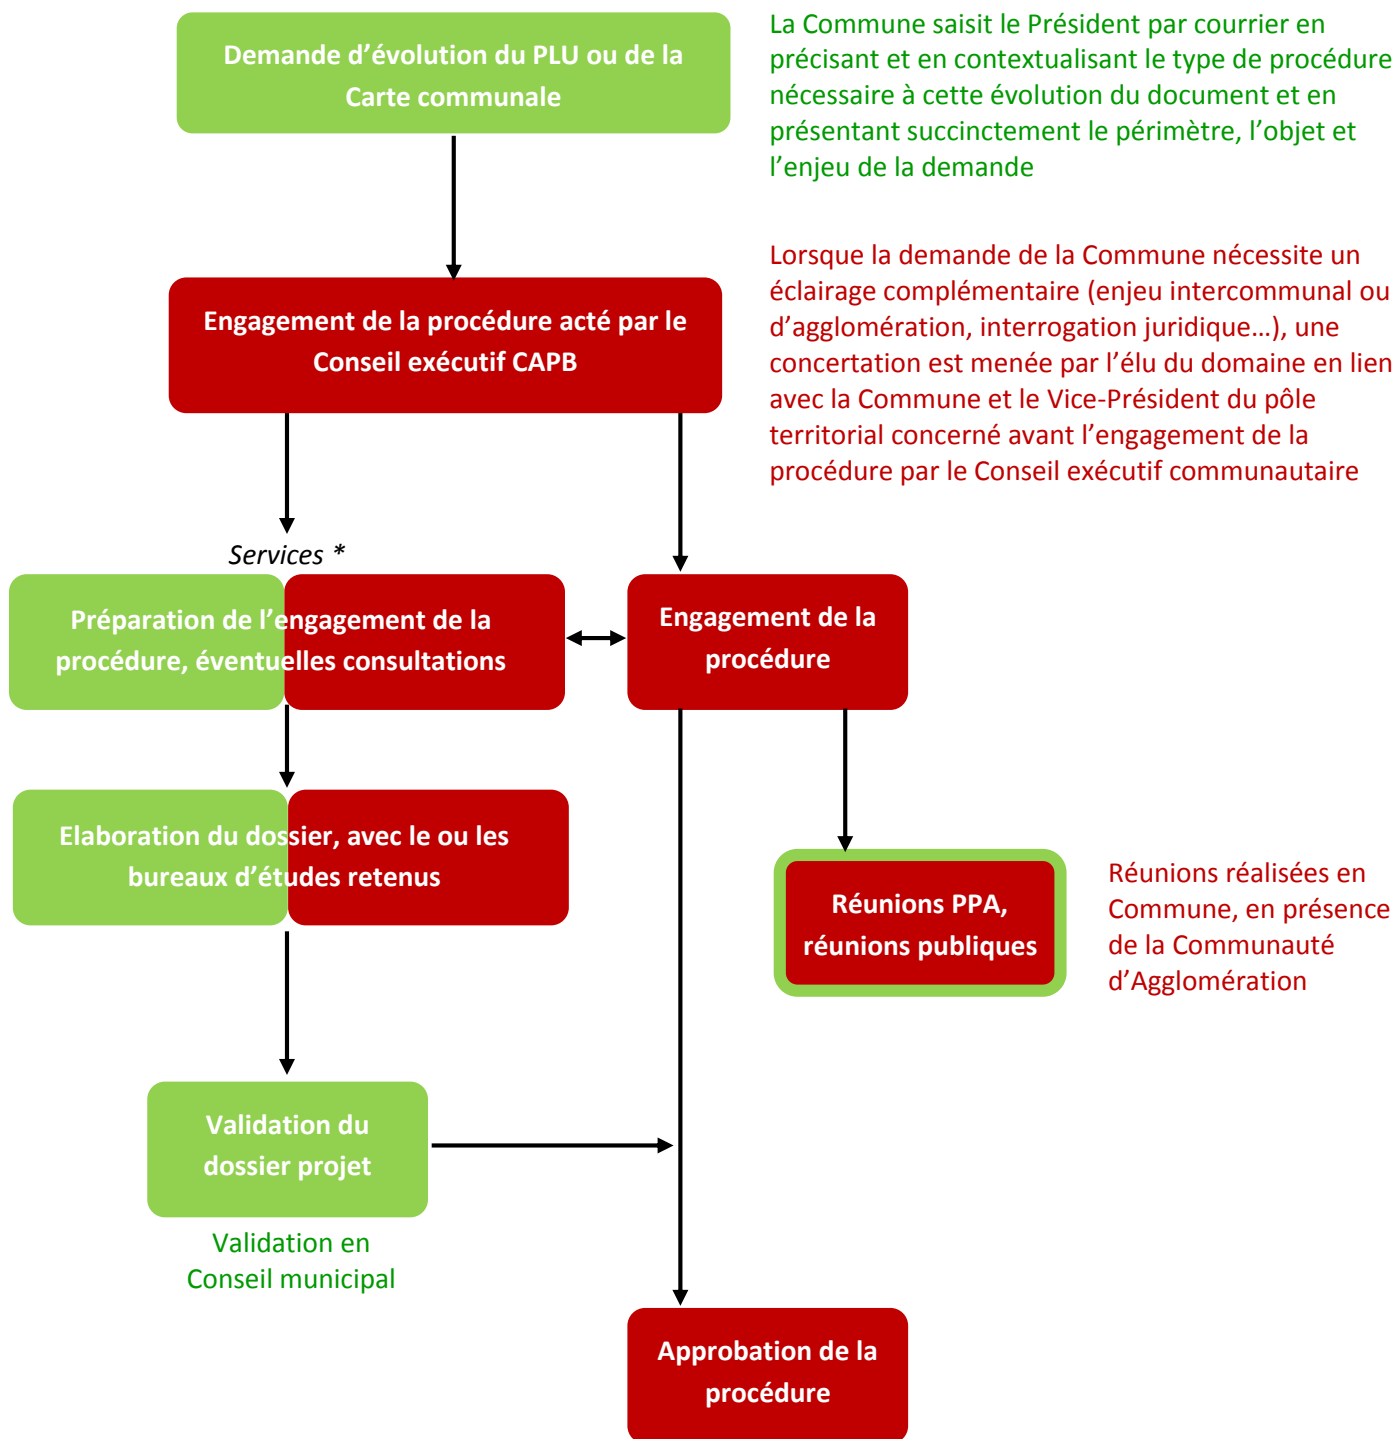 Demande d'évolution du PLU ou de la
Carte communale
La Commune saisit le Président par courrier en
précisant et en contextualisant le type de procédure
nécessaire à cette évolution du document et en
présentant succinctement le périmètre, l'objet et
l'enjeu de la demande
Engagement de la procédure acté par le
Conseil exécutif CAPB
Lorsque la demande de la Commune nécessite un
éclairage complémentaire (enjeu intercommunal ou
d'agglomération, interrogation juridique…), une
concertation est menée par l'élu du domaine en lien
avec la Commune et le Vice-Président du pôle
territorial concerné avant l'engagement de la
procédure par le Conseil exécutif communautaire
Services *
Préparation de l'engagement de la
procédure, éventuelles consultations
Engagement de la
procédure
Elaboration du dossier, avec le ou les
bureaux d'études retenus
Réunions PPA,
réunions publiques
Réunions réalisées en
Commune, en présence
de la Communauté
d'Agglomération
Validation du
dossier projet
Validation en
Conseil municipal
Approbation de la
procédure